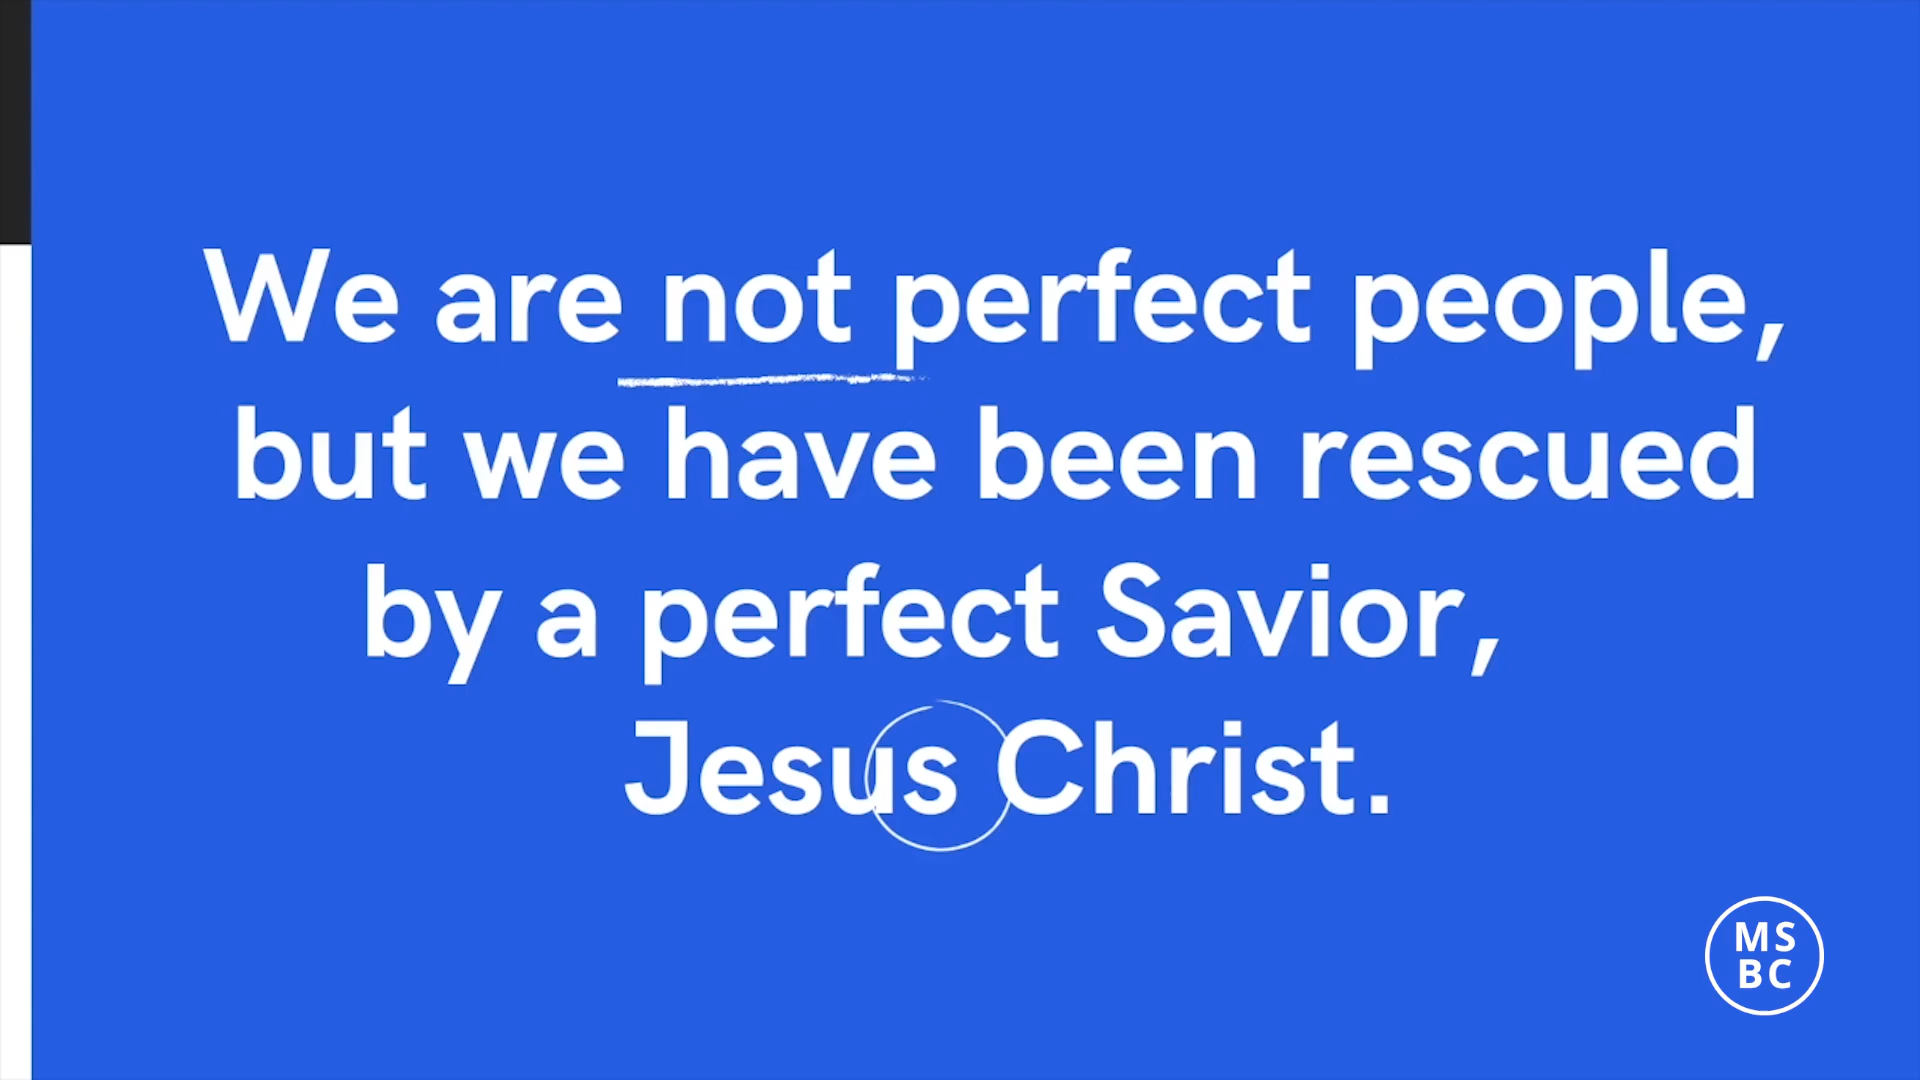 We are not perfect people,
but we have been rescued
by a perfect Savior,
Jesus Christ.
MS
BC